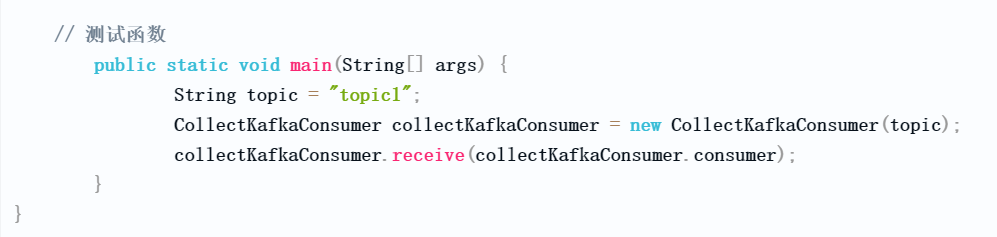 // 测试函数
public static void main(String[] args) {
String topic = "topic1";
CollectKafkaConsumer collectKafkaConsumer = new CollectKafkaConsumer(topic);
collectKafkaConsumer.receive(collectKafkaConsumer.consumer);
}
}